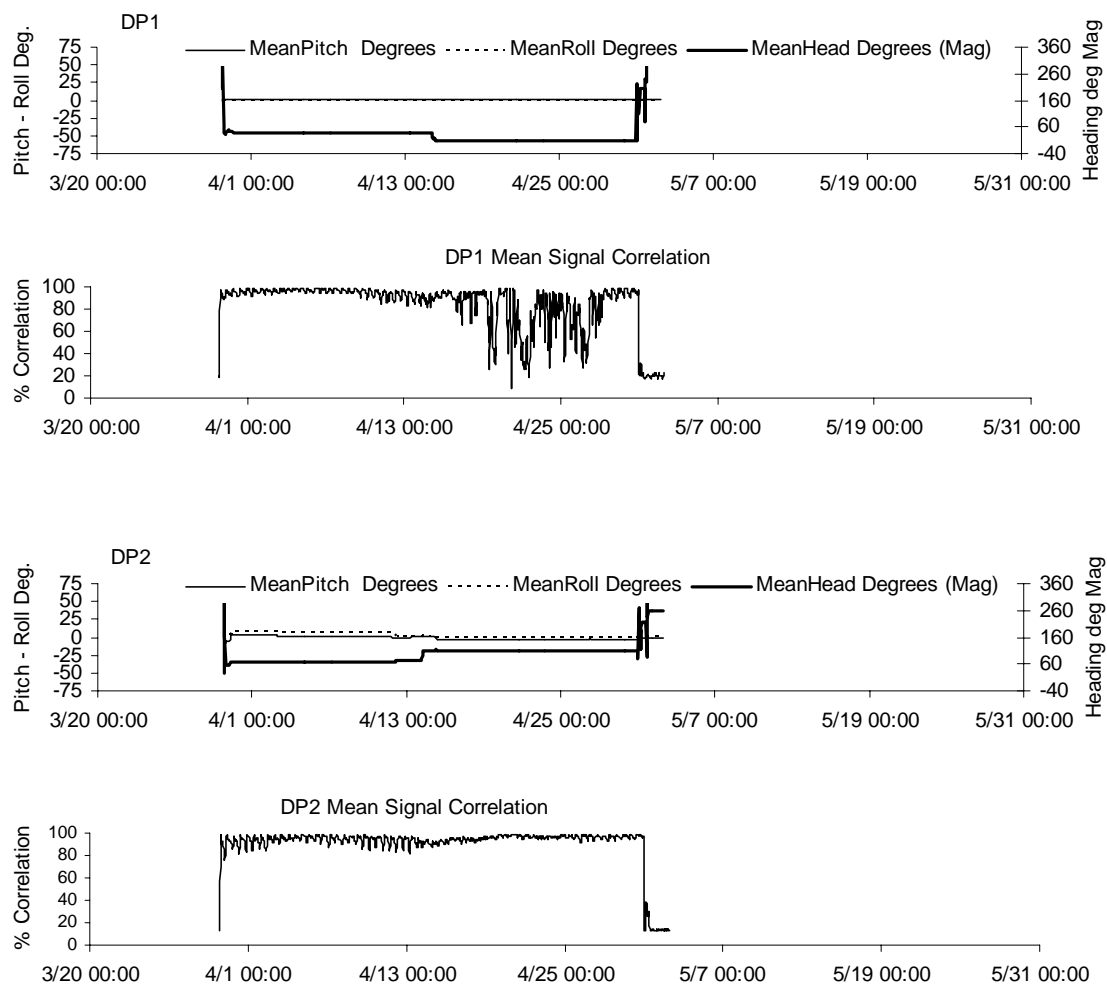 DP1
MeanPitch  Degrees MeanRoll Degrees MeanHead Degrees (Mag)
Pitch - Roll Deg.
75
50
25
0
-25
-50
-75
360
260
160
60
-40
Heading deg Mag
3/20 00:00 4/1 00:00 4/13 00:00 4/25 00:00 5/7 00:00 5/19 00:00 5/31 00:00
DP1 Mean Signal Correlation
% Correlation
100
80
60
40
20
0
3/20 00:00 4/1 00:00 4/13 00:00 4/25 00:00 5/7 00:00 5/19 00:00 5/31 00:00
DP2
MeanPitch  Degrees MeanRoll Degrees MeanHead Degrees (Mag)
Pitch - Roll Deg.
75
50
25
0
-25
-50
-75
360
260
160
60
-40
Heading deg Mag
3/20 00:00 4/1 00:00 4/13 00:00 4/25 00:00 5/7 00:00 5/19 00:00 5/31 00:00
DP2 Mean Signal Correlation
% Correlation
100
80
60
40
20
0
3/20 00:00 4/1 00:00 4/13 00:00 4/25 00:00 5/7 00:00 5/19 00:00 5/31 00:00